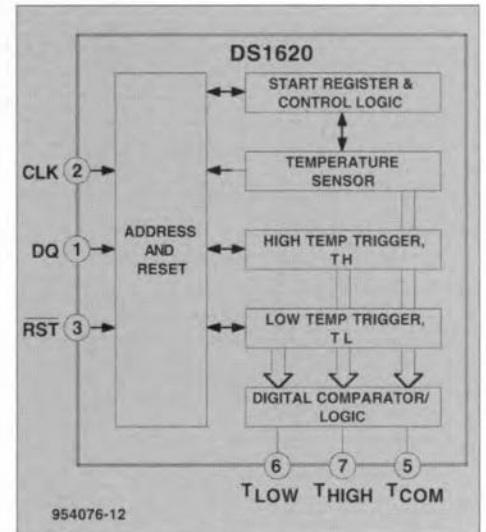 DS1620
START REGISTER &
CONTROL LOGIC
TEMPERATURE
SENSOR
CLK 2
ADDRESS
AND
RESET
DQ 1
HIGH TEMP TRIGGER,
TH
RST 3
LOW TEMP TRIGGER,
TL
DIGITAL COMPARATOR/
LOGIC
6 7 5
TLOW THIGH TCOM
954076-12